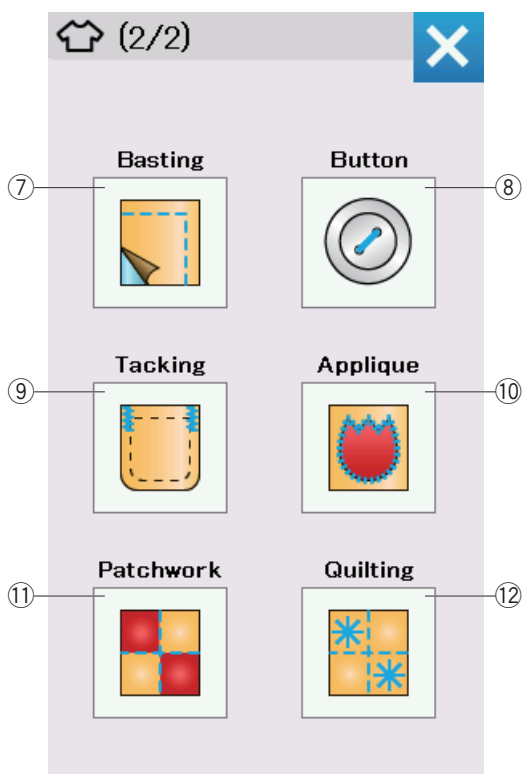 (2/2)
Basting Button
⑦ ⑧
Tacking Applique
⑨ ⑩
Patchwork Quilting
⑪ ⑫